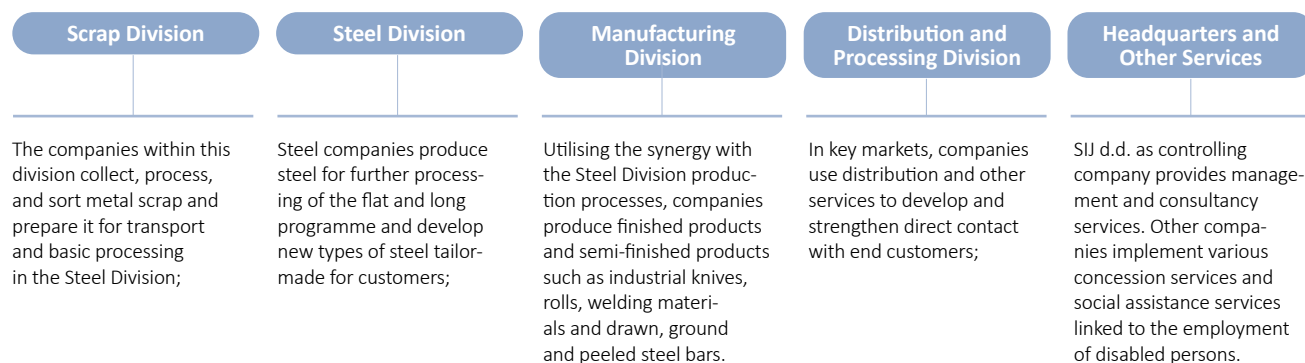 Scrap Division
The companies within this
division collect, process,
and sort metal scrap and
prepare it for transport
and basic processing
in the Steel Division;
Steel Division
Steel companies produce
steel for further process-
ing of the flat and long
programme and develop
new types of steel tailor-
made for customers;
Manufacturing
Division
Utilising the synergy with
the Steel Division produc-
tion processes, companies
produce finished products
and semi-finished products
such as industrial knives,
rolls, welding materi-
als and drawn, ground
and peeled steel bars.
Distribution and
Processing Division
In key markets, companies
use distribution and other
services to develop and
strengthen direct contact
with end customers;
Headquarters and
Other Services
SIJ d.d. as controlling
company provides manage-
ment and consultancy
services. Other compa-
nies implement various
concession services and
social assistance services
linked to the employment
of disabled persons.